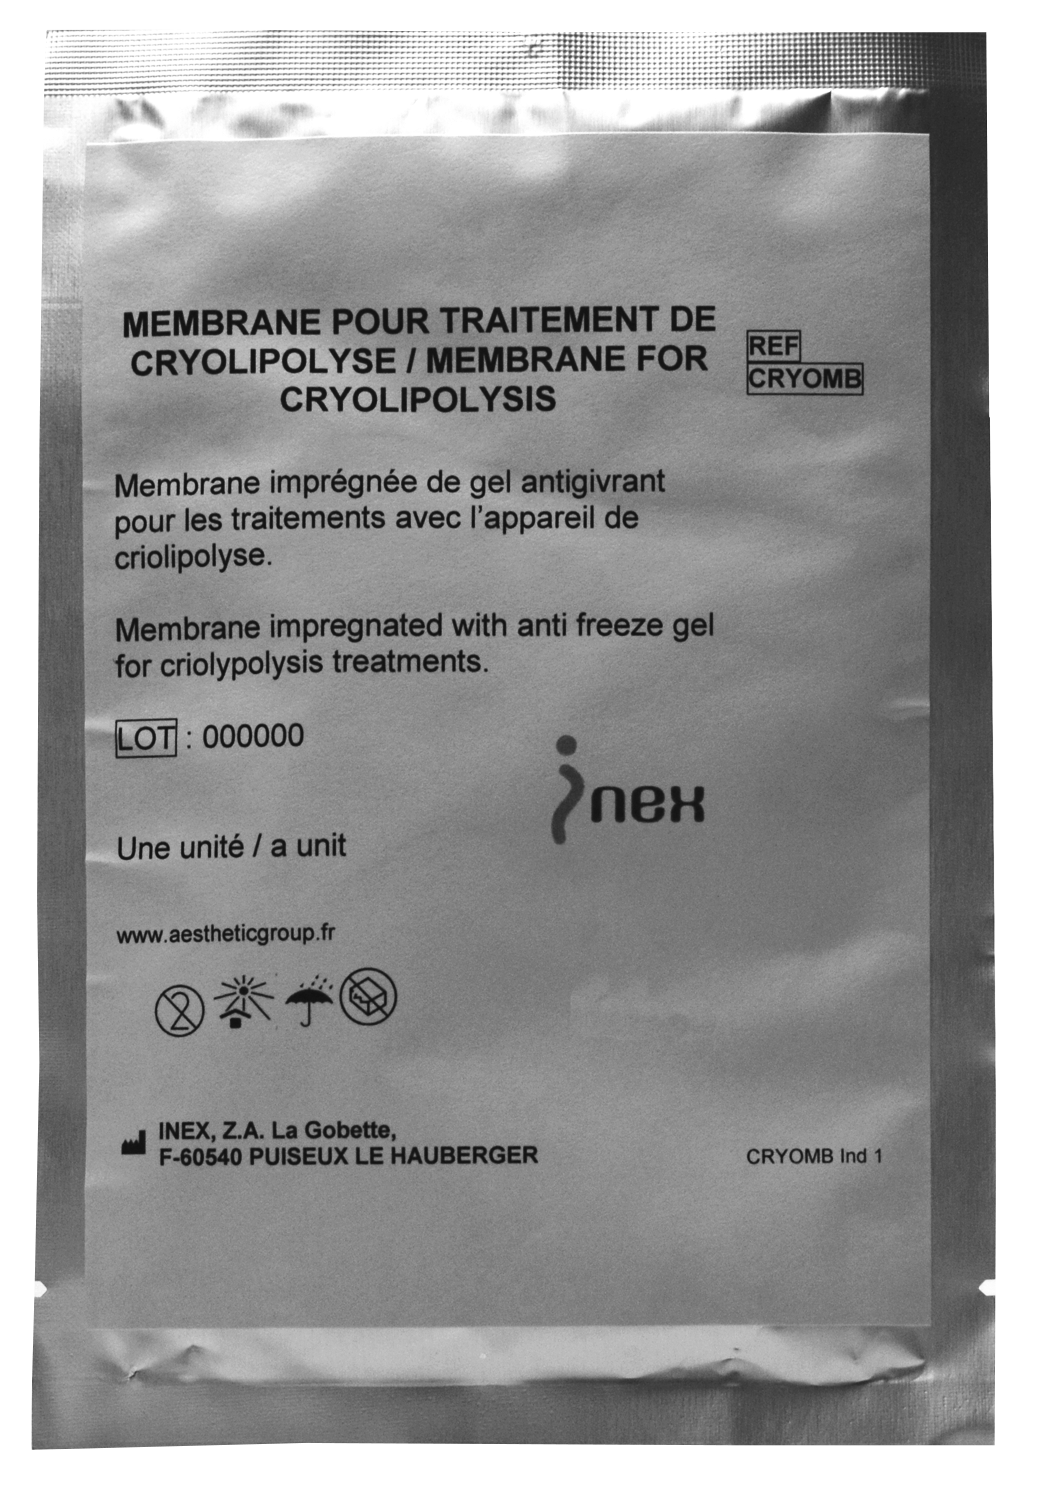 MEMBRANE POUR TRAITEMENT DE
CRYOLIPOLYSE / MEMBRANE FOR
CRYOLIPOLYSIS
REF
CRYOMB
Membrane imprégnée de gel antigivrant
pour les traitements avec l'appareil de
criolipolyse.
Membrane impregnated with anti freeze gel
for criolypolysis treatments.
LOT : 000000
inex
Une unité / a unit
www.aestheticgroup.fr
2
INEX, Z.A. La Gobette,
F-60540 PUISEUX LE HAUBERGER
CRYOMB Ind 1